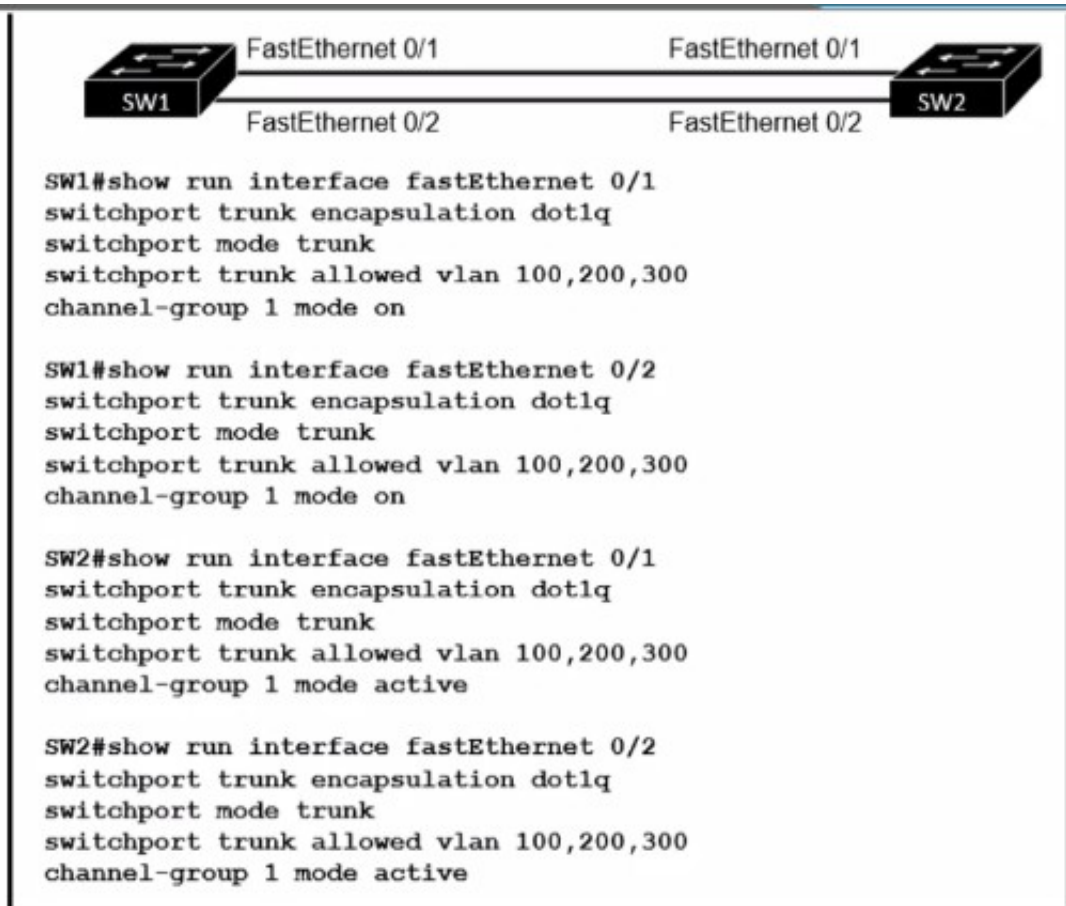 FastEthernet 0/1 FastEthernet 0/1
SW1 SW2
FastEthernet 0/2 FastEthernet 0/2
SW1#show run interface fastEthernet 0/1
switchport trunk encapsulation dot1q
switchport mode trunk
switchport trunk allowed vlan 100,200,300
channel-group 1 mode on
SW1#show run interface fastEthernet 0/2
switchport trunk encapsulation dot1q
switchport mode trunk
switchport trunk allowed vlan 100,200,300
channel-group 1 mode on
SW2#show run interface fastEthernet 0/1
switchport trunk encapsulation dot1q
switchport mode trunk
switchport trunk allowed vlan 100,200,300
channel-group 1 mode active
SW2#show run interface fastEthernet 0/2
switchport trunk encapsulation dot1q
switchport mode trunk
switchport trunk allowed vlan 100,200,300
channel-group 1 mode active